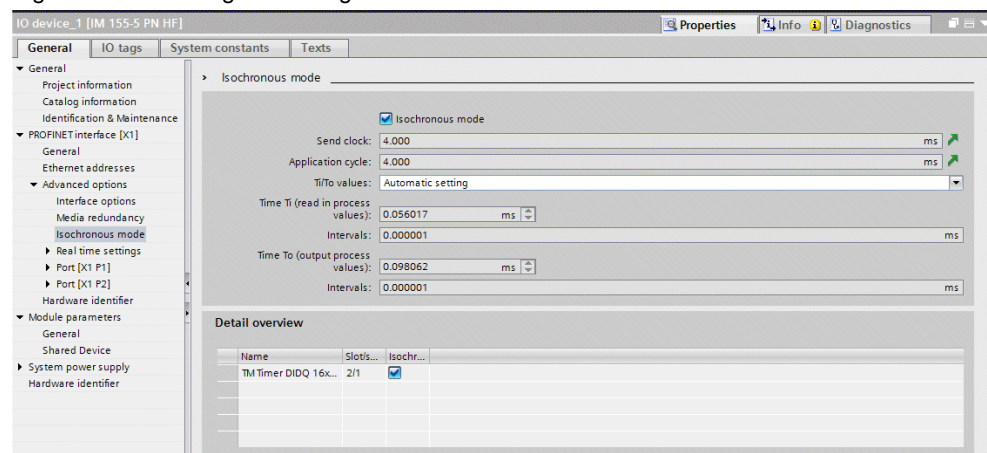 IO device_1 [IM 155-5 PN HF]
Properties
Info
Diagnostics
General
IO tags
System constants
Texts
General
Project information
Catalog information
Identification & Maintenance
PROFINET interface [X1]
General
Ethernet addresses
Advanced options
Interface options
Media redundancy
Isochronous mode
Real time settings
Port [X1 P1]
Port [X1 P2]
Hardware identifier
Module parameters
General
Shared Device
System power supply
Hardware identifier
Isochronous mode
Isochronous mode
Send clock: 4.000 ms
Application cycle: 4.000 ms
Ti/To values: Automatic setting
Time Ti (read in process
values): 0.056017 ms
Intervals: 0.000001 ms
Time To (output process
values): 0.098062 ms
Intervals: 0.000001 ms
Detail overview
Name Slot/s... Isochr...
TM Timer DIDQ 16x... 2/1